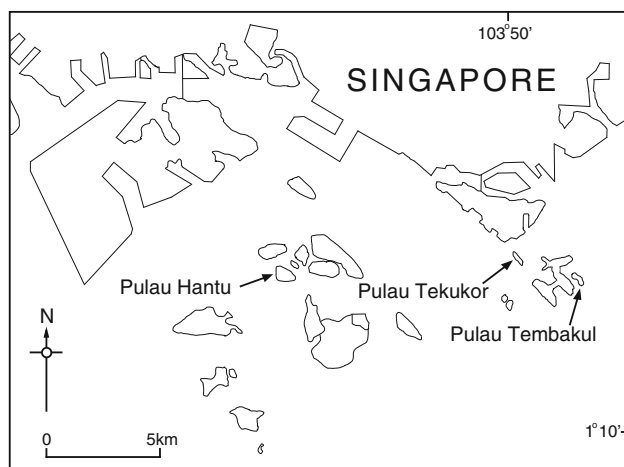 103°50'
SINGAPORE
Pulau Hantu
Pulau Tekukor
Pulau Tembakul
N
0 5km
1°10'